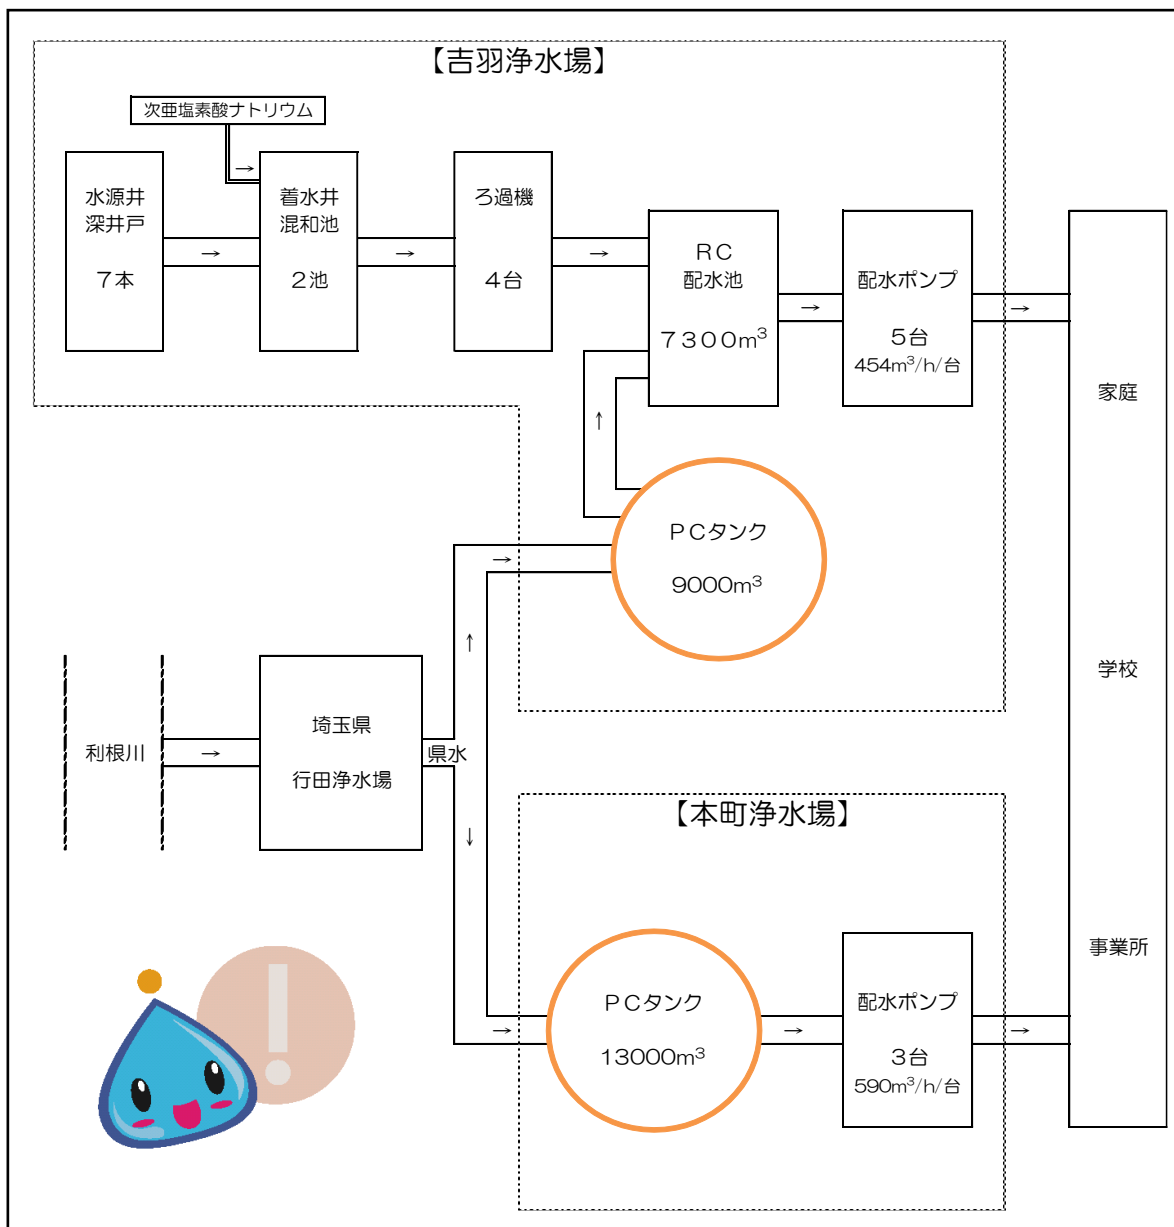 【吉羽浄水場】
次亜塩素酸ナトリウム
→
水源井
深井戸
7本
→
着水井
混和池
2池
→
ろ過機
4台
→
RC
配水池
7300m³
→
配水ポンプ
5台
454m³/h/台
→
家庭
学校
事業所
↑
PCタンク
9000m³
→
↑
利根川
→
埼玉県
行田浄水場
県水
↓
【本町浄水場】
→
PCタンク
13000m³
→
配水ポンプ
3台
590m³/h/台
→
!